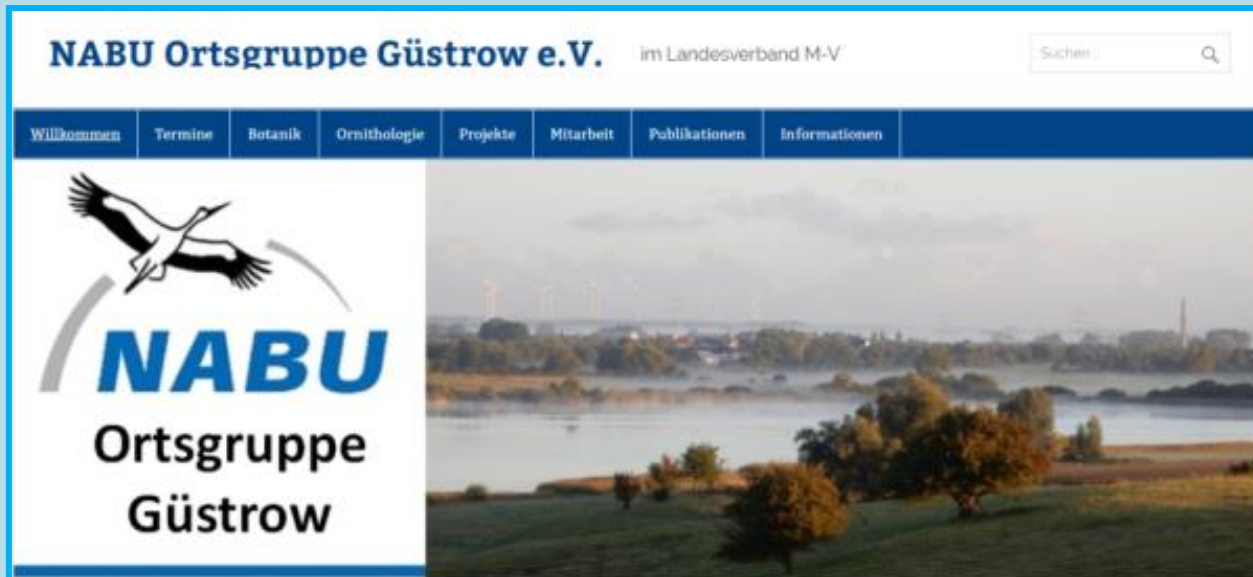 NABU Ortsgruppe Güstrow e.V. im Landesverband M-V Suchen …
Willkommen Termine Botanik Ornithologie Projekte Mitarbeit Publikationen Informationen
NABU
Ortsgruppe
Güstrow